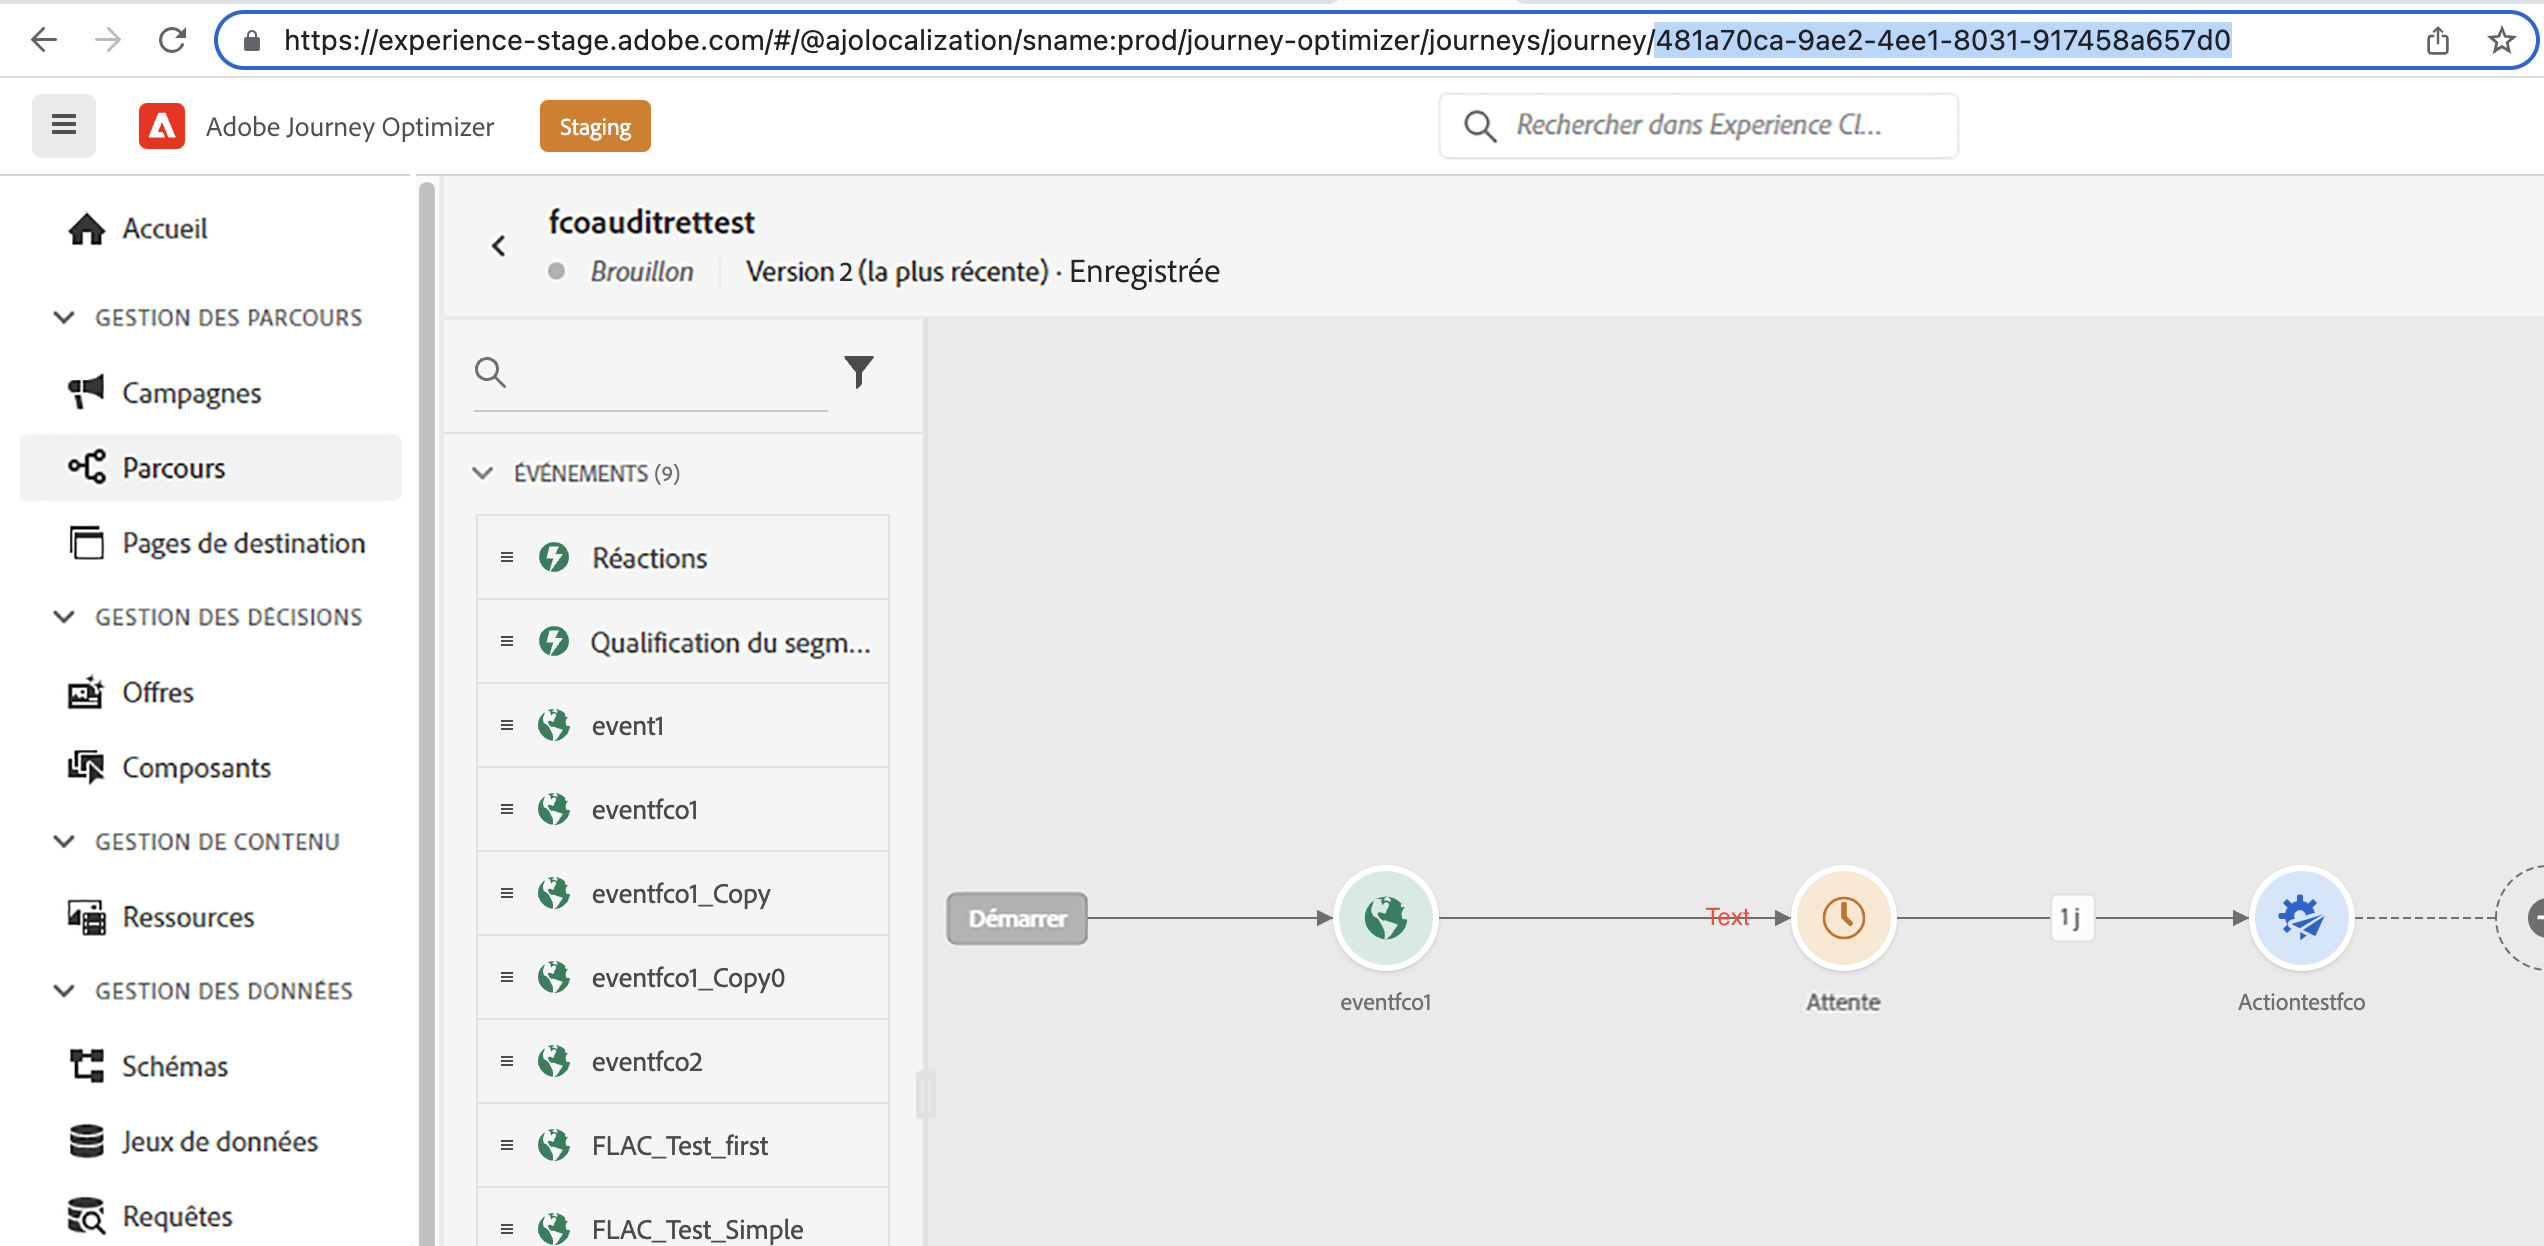 https://experience-stage.adobe.com/#/@ajolocalization/sname:prod/journey-optimizer/journeys/journey/481a70ca-9ae2-4ee1-8031-917458a657d0
Adobe Journey Optimizer
Staging
Rechercher dans Experience Cl...
Accueil
GESTION DES PARCOURS
Campagnes
Parcours
Pages de destination
GESTION DES DÉCISIONS
Offres
Composants
GESTION DE CONTENU
Ressources
GESTION DES DONNÉES
Schémas
Jeux de données
Requêtes
fcoauditrettest
Brouillon Version 2 (la plus récente) · Enregistrée
ÉVÉNEMENTS (9)
Réactions
Qualification du segm...
event1
eventfco1
eventfco1_Copy
eventfco1_Copy0
eventfco2
FLAC_Test_first
FLAC_Test_Simple
Démarrer
eventfco1
Text
Attente
1 j
Actiontestfco